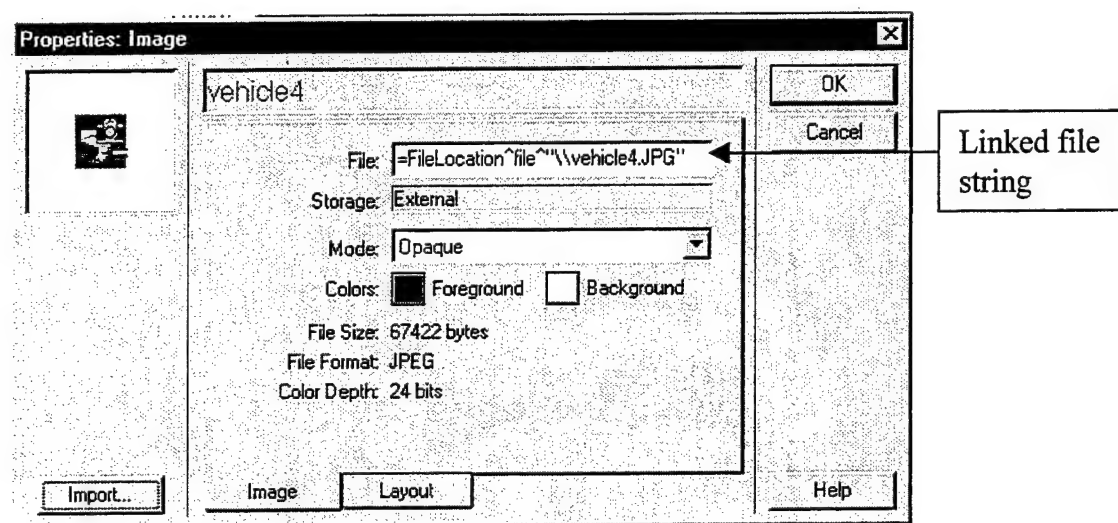 Properties: Image
vehicle4
OK
Cancel
File: =FileLocation^file^"\\vehicle4.JPG"
Linked file
string
Storage: External
Mode: Opaque
Colors: Foreground Background
File Size: 67422 bytes
File Format: JPEG
Color Depth: 24 bits
Import... Image Layout Help